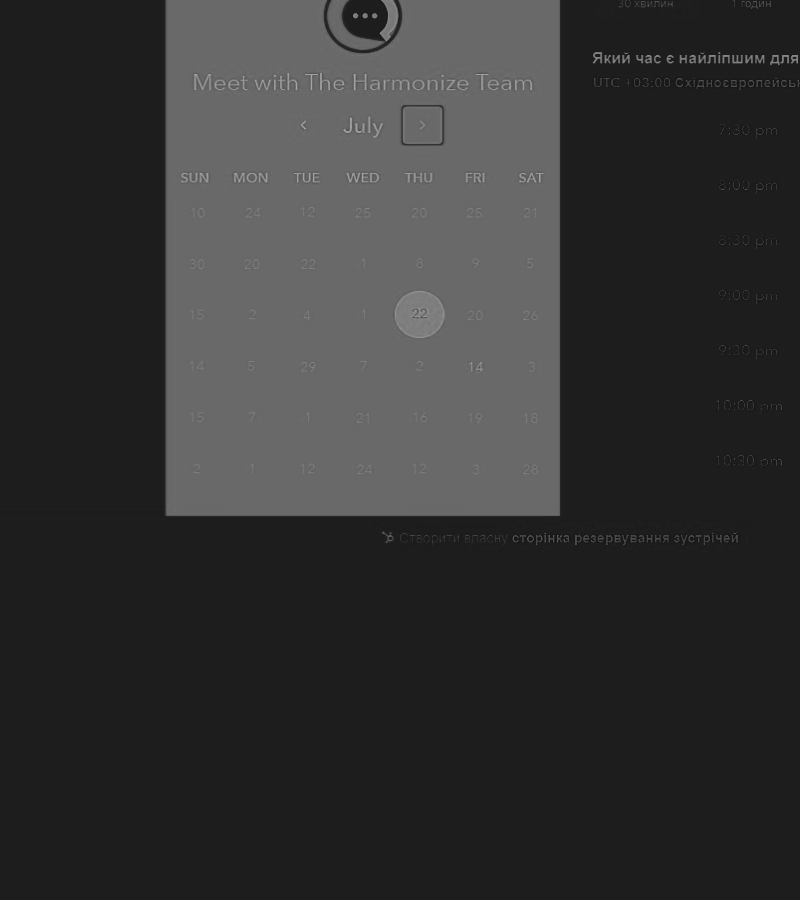 30 хвилин
1 годин
Meet with The Harmonize Team
July
SUN MON TUE WED THU FRI SAT
10 24 12 25 20 25 21
30 20 22 1 8 9 5
15 2 4 1 22 20 26
14 5 29 7 2 14 3
15 7 1 21 16 19 18
2 1 12 24 12 3 28
Який час є найліпшим для
UTC +03:00 Східноєвропейськ
7:30 pm
8:00 pm
8:30 pm
9:00 pm
9:30 pm
10:00 pm
10:30 pm
Створити власну сторінка резервування зустрічей